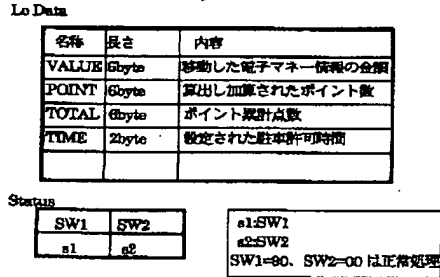 Lc Data
名称 長さ 内容
VALUE 6byte 移動した電子マネー情報の金額
POINT 6byte 算出し加算されたポイント数
TOTAL 6byte ポイント累計点数
TIME 2byte 設定された駐車許可時間
Status
SW1 SW2
s1 s2
s1:SW1
s2:SW2
SW1=90、SW2=00 は正常処理